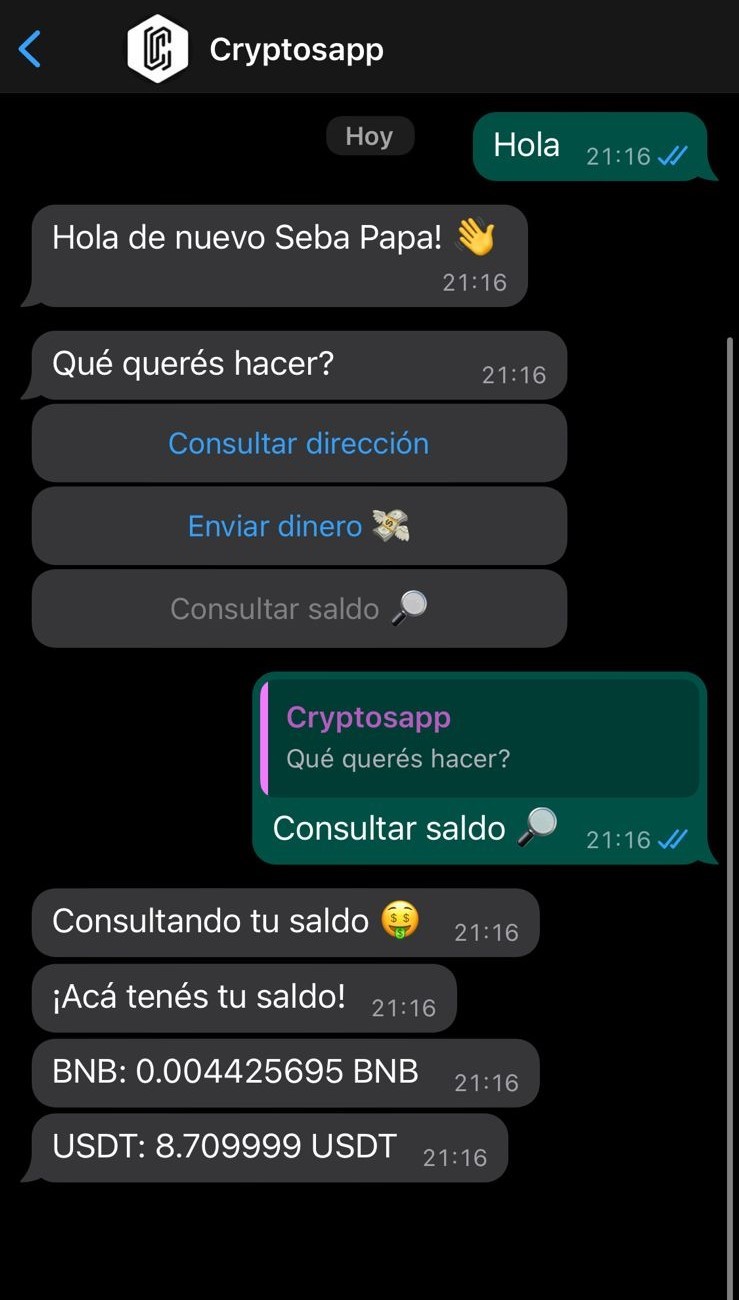 Cryptosapp
Hoy
Hola 21:16
Hola de nuevo Seba Papa! 👋
21:16
Qué querés hacer? 21:16
Consultar dirección
Enviar dinero 💸
Consultar saldo 🔎
Cryptosapp
Qué querés hacer?
Consultar saldo 🔎 21:16
Consultando tu saldo 🤑 21:16
¡Acá tenés tu saldo! 21:16
BNB: 0.004425695 BNB 21:16
USDT: 8.709999 USDT 21:16